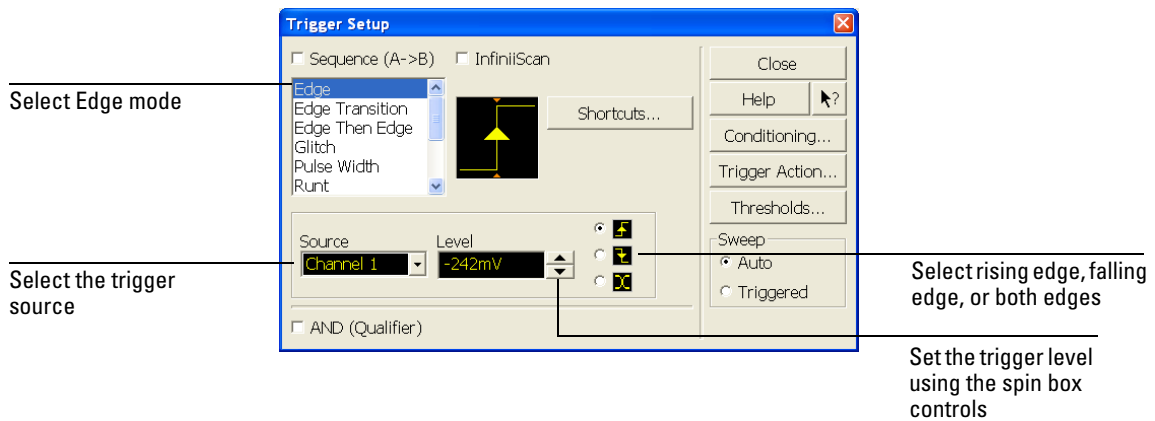 Trigger Setup
Sequence (A->B)
InfiniiScan
Close
Select Edge mode
Edge
Edge Transition
Edge Then Edge
Glitch
Pulse Width
Runt
Shortcuts...
Help
?
Conditioning...
Trigger Action...
Thresholds...
Source
Level
Channel 1
-242mV
Sweep
Auto
Triggered
Select the trigger
source
Select rising edge, falling
edge, or both edges
AND (Qualifier)
Set the trigger level
using the spin box
controls